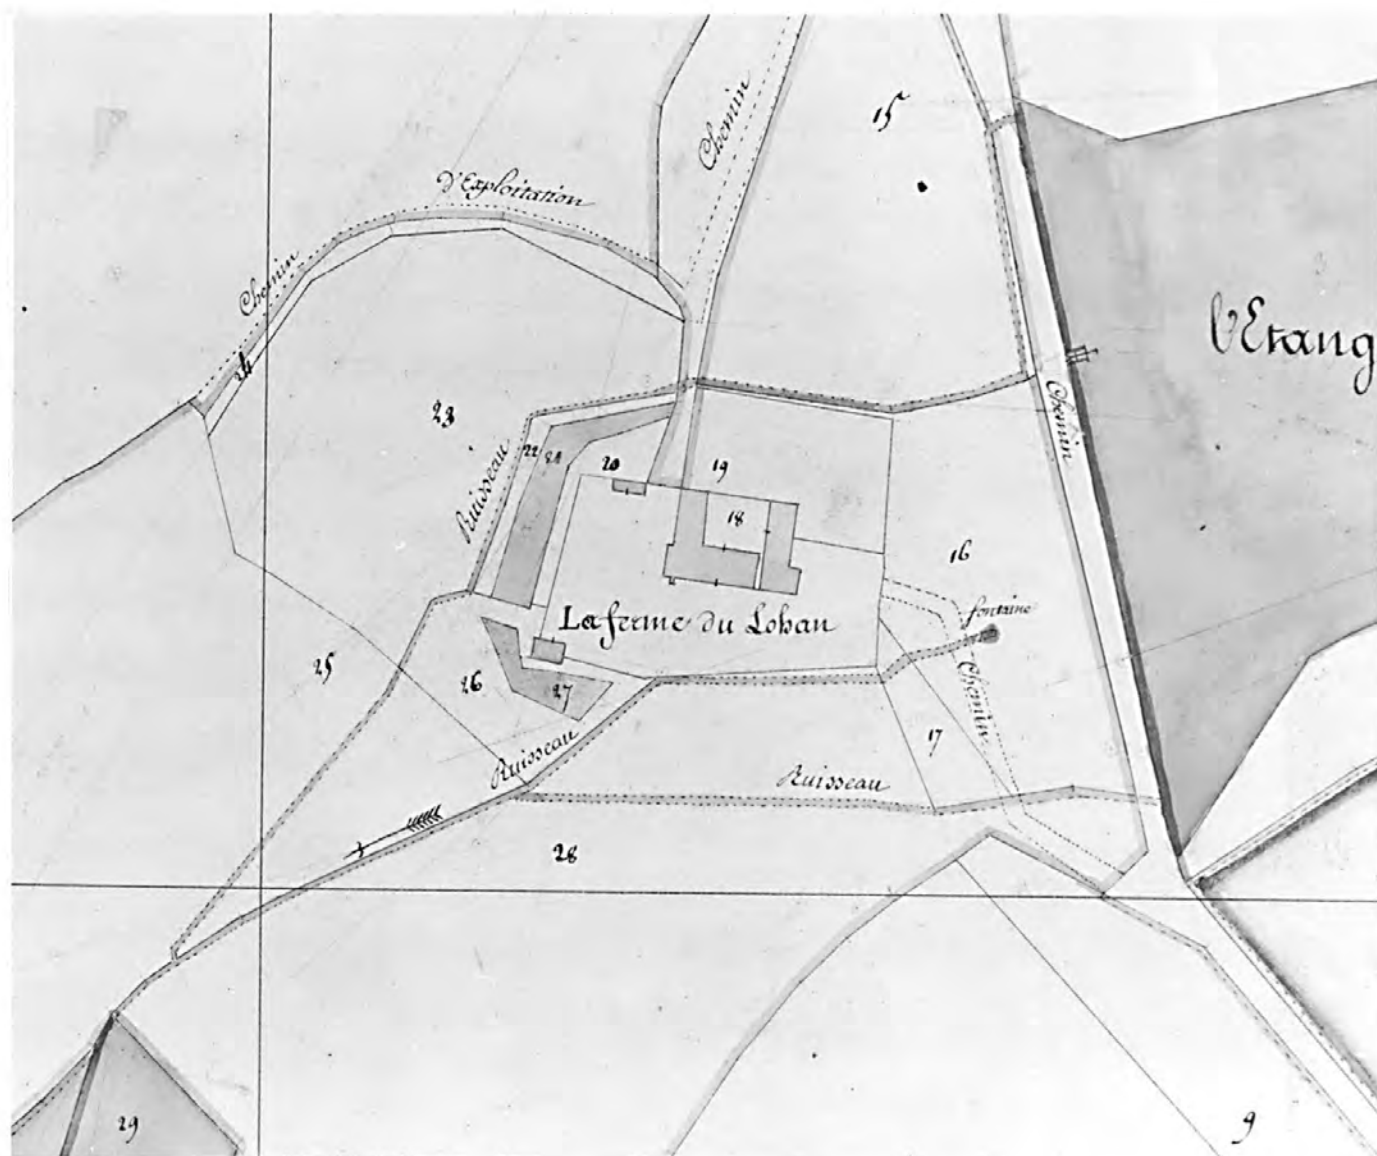 Chemin
15
d'Exploitation
Chemin
l'Etang
24
23
Chemin
Ruisseau
22
21
20
19
18
16
La ferme du Lohan
fontaine
25
26
27
Chemin
17
Ruisseau
Ruisseau
28
29
9